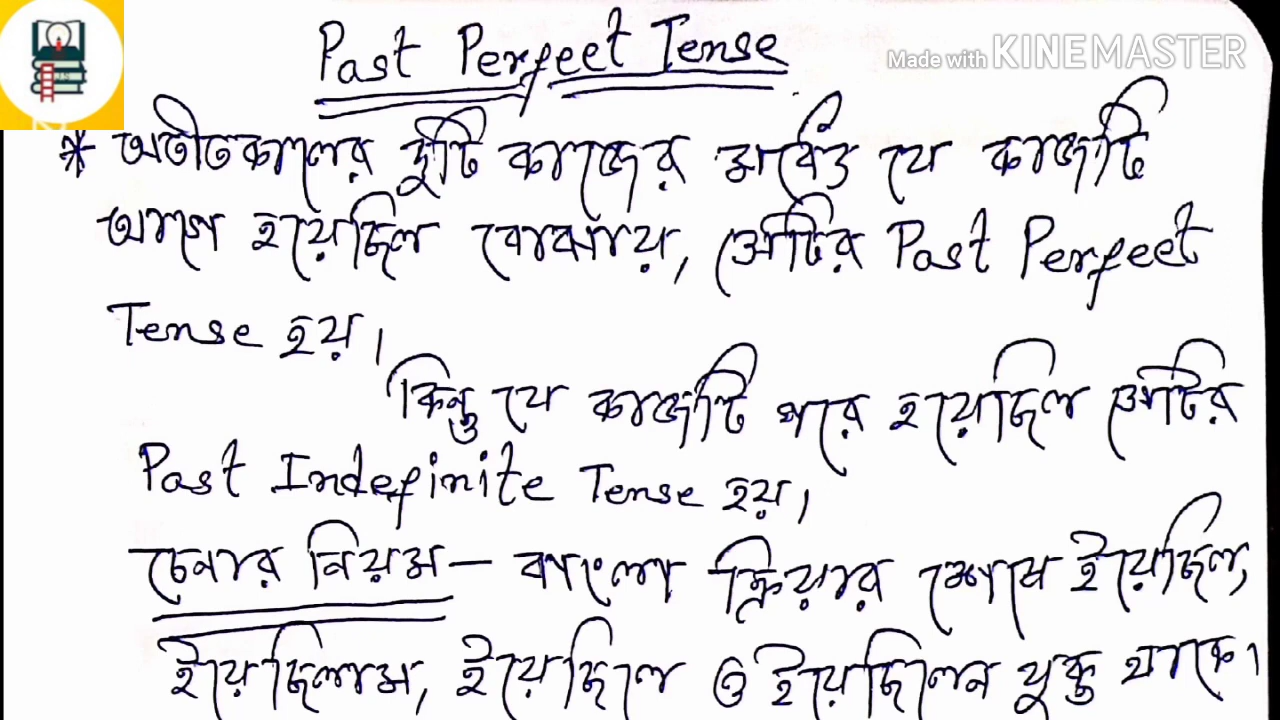 Past Perfect Tense
Made with KINEMASTER
* অতীতকালের দুটি কাজের মধ্যে যে কাজটি
আগে হয়েছিল বোঝায়, সেটির Past Perfect
Tense হয়।
কিন্তু যে কাজটি পরে হয়েছিল সেটির
Past Indefinite Tense হয়।
চেনার নিয়ম – বাংলা ক্রিয়ার শেষে ইয়েছিল,
ইয়েছিলাম, ইয়েছিলে ও ইয়েছিলেন যুক্ত থাকে।